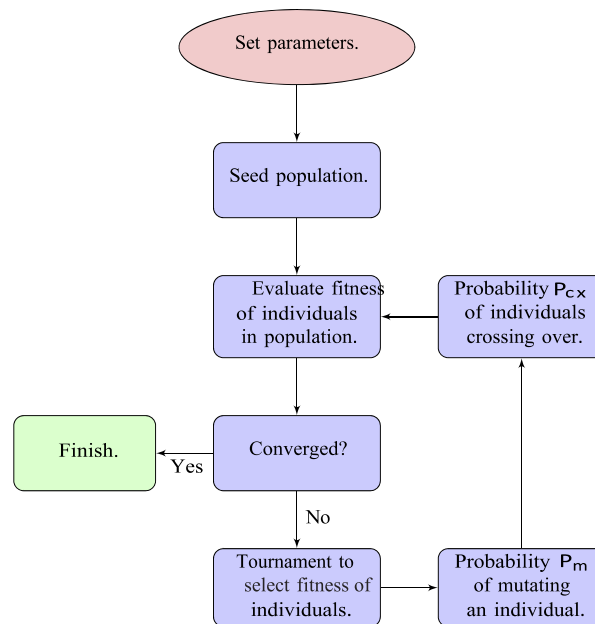 Set parameters.
Seed population.
Evaluate fitness
of individuals
in population.
Probability Pcx
of individuals
crossing over.
Converged?
Finish.
Yes
No
Tournament to
select fitness of
individuals.
Probability Pm
of mutating
an individual.